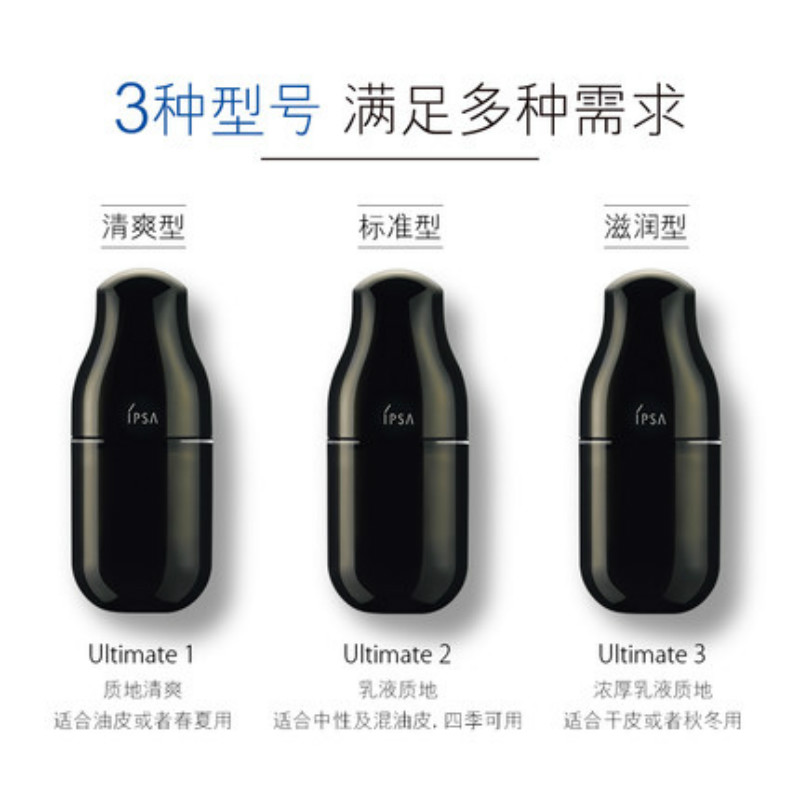 3种型号 满足多种需求
清爽型 标准型 滋润型
IPSA IPSA IPSA
Ultimate 1 Ultimate 2 Ultimate 3
质地清爽 乳液质地 浓厚乳液质地
适合油皮或者春夏用 适合中性及混油皮.四季可用 适合干皮或者秋冬用